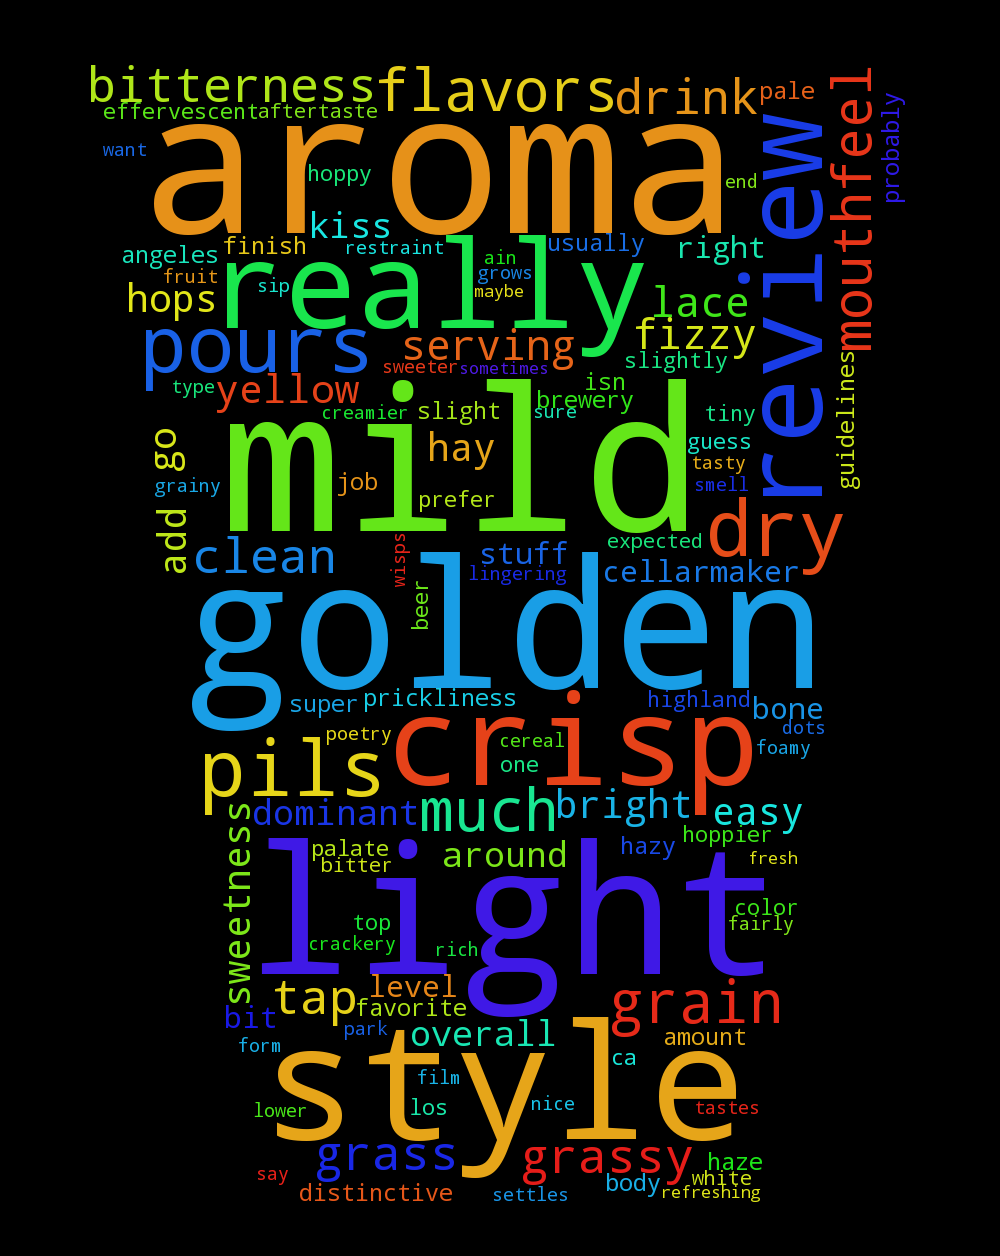 bitterness flavors drink pale
effervescent aftertaste
aroma
want
hoppy
end
review
mouthfeel
probably
kiss
angeles finish restraint usually right
ain
fruit
sip
grows
maybe
really
hops
lace
pours
serving
fizzy
sweeter sometimes
slightly
type yellow
isn
brewery
guidelines
creamier slight
sure
tiny
mild
hay
guess
go
tasty
grainy
job
smell
prefer
dry
add
clean
wisps
stuff
expected
lingering
cellarmaker
beer
golden
super prickliness
highland
bone
dots
poetry
crisp
cereal
foamy
pils
one
dominant
much
bright
easy
sweetness
hoppier
palate
around
hazy
bitter
fresh
light
color
top
fairly
crackery
rich
tap
level
favorite
grain
bit
park
overall
amount
form
style
ca
film
lower
los
nice
tastes
grass
grassy
haze
say
body
white
distinctive
settles
refreshing